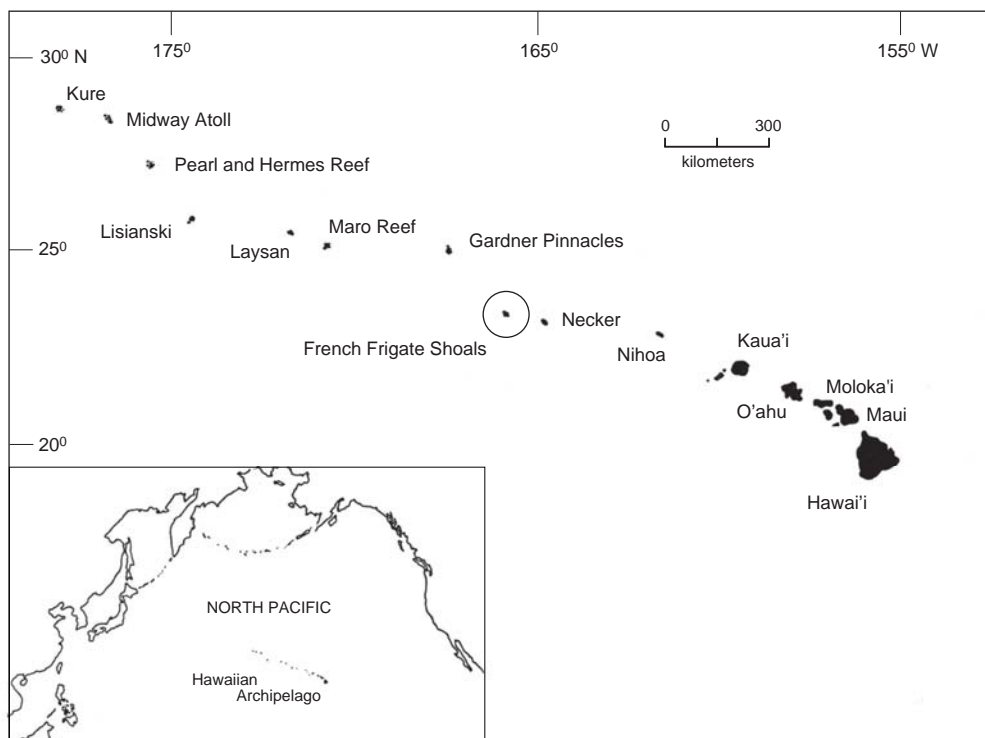 30⁰ N
175⁰
165⁰
155⁰ W
Kure
Midway Atoll
0
300
kilometers
Pearl and Hermes Reef
Lisianski
Laysan
Maro Reef
Gardner Pinnacles
25⁰
French Frigate Shoals
Necker
Nihoa
Kaua'i
O'ahu
Moloka'i
Maui
20⁰
Hawai'i
NORTH PACIFIC
Hawaiian
Archipelago